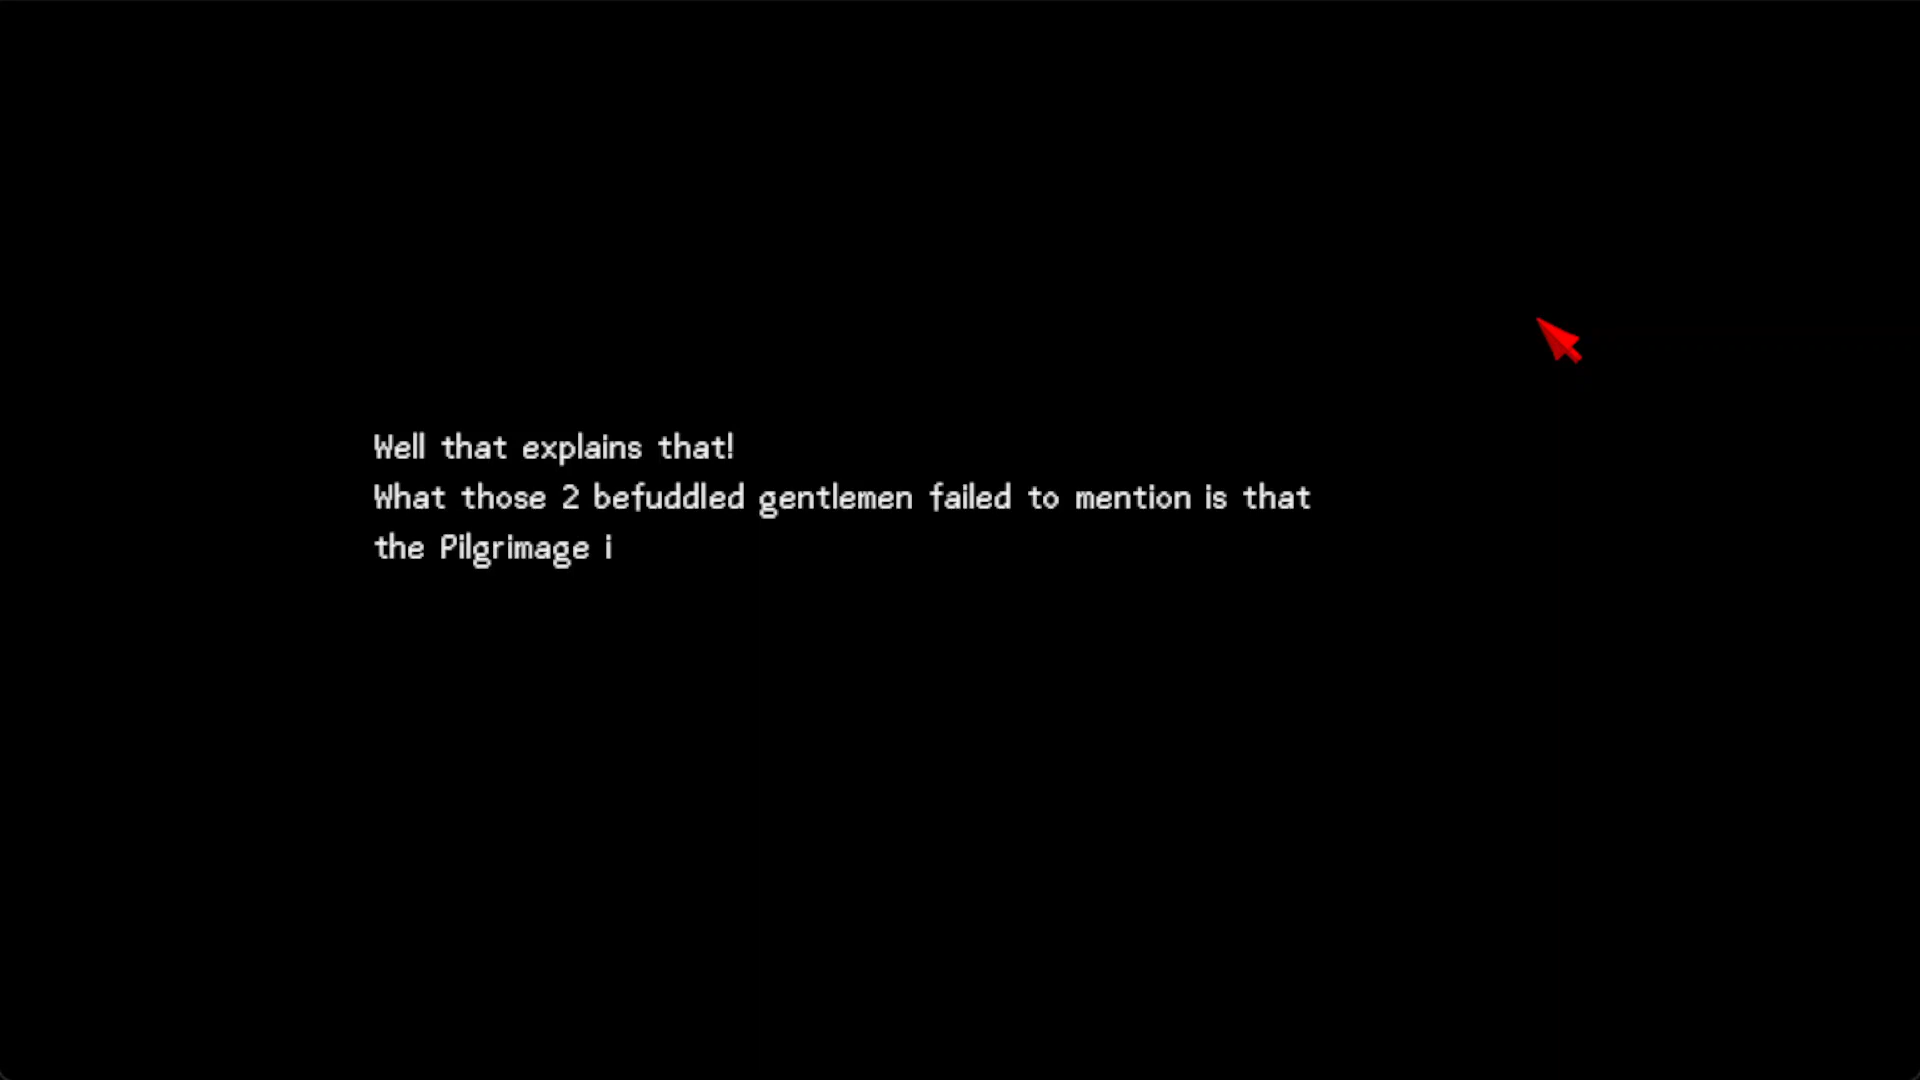 Well that explains that!
What those 2 befuddled gentlemen failed to mention is that
the Pilgrimage i